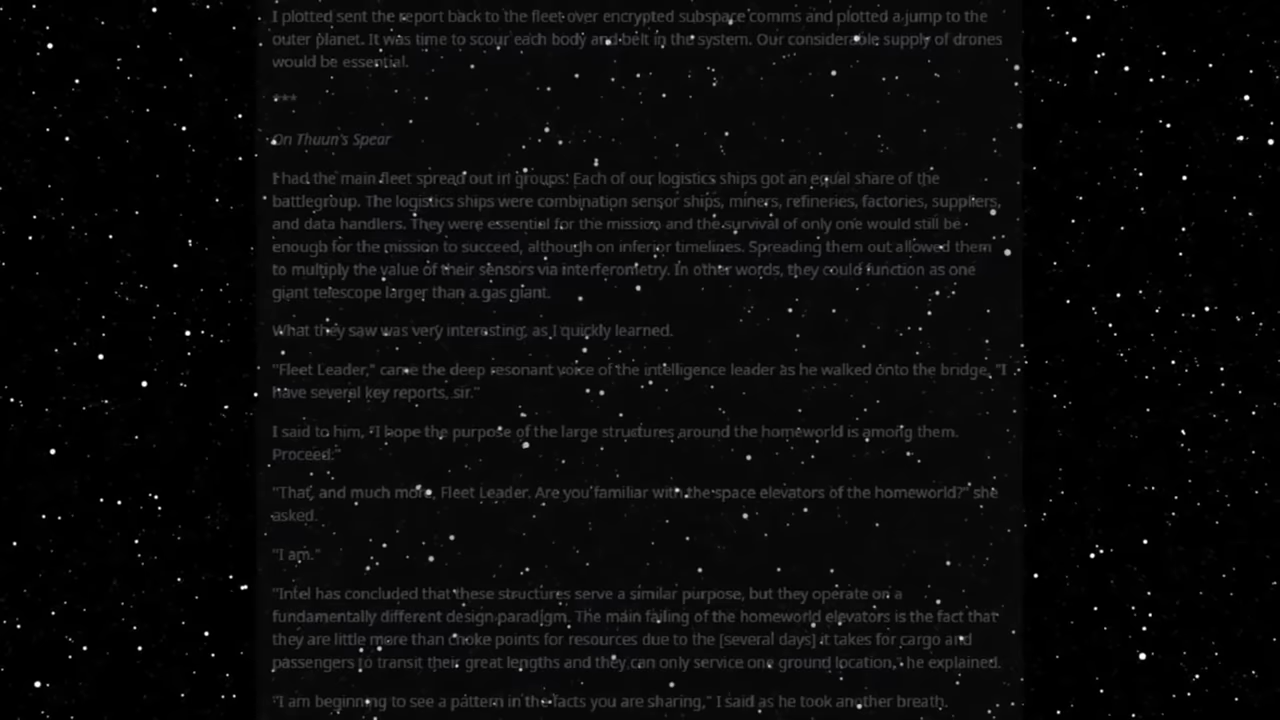 I plotted sent the report back to the fleet over encrypted subspace comms and plotted a jump to the
outer planet. It was time to scour each body and belt in the system. Our considerable supply of drones
would be essential.
***
On Thuun's Spear
I had the main fleet spread out in groups. Each of our logistics ships got an equal share of the
battlegroup. The logistics ships were combination sensor ships, miners, refineries, factories, suppliers,
and data handlers. They were essential for the mission and the survival of only one would still be
enough for the mission to succeed, although on inferior timelines. Spreading them out allowed them
to multiply the value of their sensors via interferometry. In other words, they could function as one
giant telescope larger than a gas giant.
What they saw was very interesting, as I quickly learned.
"Fleet Leader," came the deep resonant voice of the intelligence leader as he walked onto the bridge, "I
have several key reports, sir."
I said to him, "I hope the purpose of the large structures around the homeworld is among them.
Proceed."
"That, and much more, Fleet Leader. Are you familiar with the space elevators of the homeworld?" she
asked.
"I am."
"Intel has concluded that these structures serve a similar purpose, but they operate on a
fundamentally different design paradigm. The main failing of the homeworld elevators is the fact that
they are little more than choke points for resources due to the [several days] it takes for cargo and
passengers to transit their great lengths and they can only service one ground location," he explained.
"I am beginning to see a pattern in the facts you are sharing," I said as he took another breath.